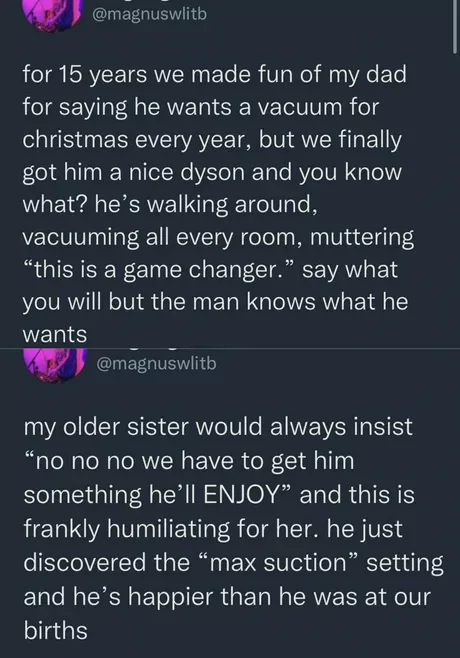 @magnuswlitb
for 15 years we made fun of my dad
for saying he wants a vacuum for
christmas every year, but we finally
got him a nice dyson and you know
what? he’s walking around,
vacuuming all every room, muttering
“this is a game changer.” say what
you will but the man knows what he
wants
@magnuswlitb
my older sister would always insist
“no no no we have to get him
something he’ll ENJOY” and this is
frankly humiliating for her. he just
discovered the “max suction” setting
and he’s happier than he was at our
births